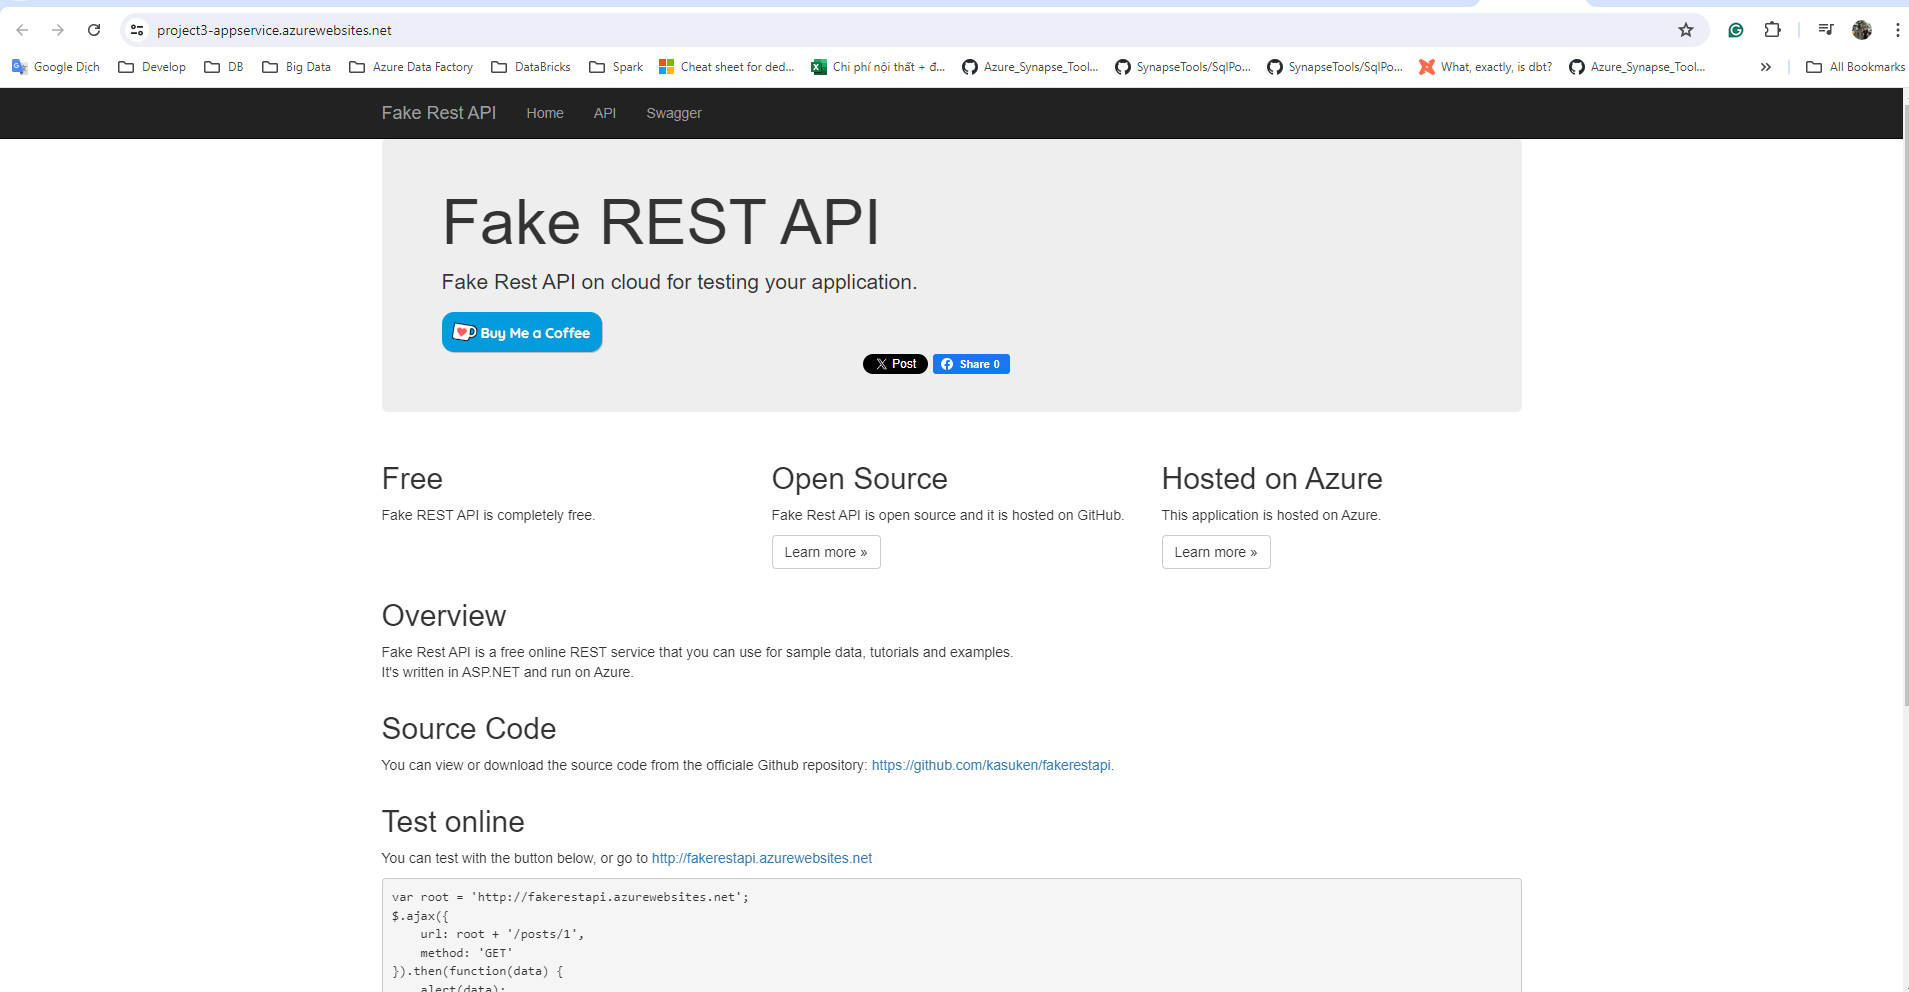 project3-appservice.azurewebsites.net
Google Dich Develop DB Big Data Azure Data Factory DataBricks Spark Cheat sheet for ded... Chi phí nội thất + đ... Azure_Synapse_Tool... SynapseTools/SqlPo... SynapseTools/SqlPo... What, exactly, is dbt? Azure_Synapse_Tool... » All Bookmarks
Fake Rest API Home API Swagger
Fake REST API
Fake Rest API on cloud for testing your application.
Buy Me a Coffee
X Post Share 0
Free
Fake REST API is completely free.
Open Source
Fake Rest API is open source and it is hosted on GitHub.
Learn more »
Hosted on Azure
This application is hosted on Azure.
Learn more »
Overview
Fake Rest API is a free online REST service that you can use for sample data, tutorials and examples.
It's written in ASP.NET and run on Azure.
Source Code
You can view or download the source code from the officiale Github repository: https://github.com/kasuken/fakerestapi.
Test online
You can test with the button below, or go to http://fakerestapi.azurewebsites.net
var root = 'http://fakerestapi.azurewebsites.net';
$.ajax({
    url: root + '/posts/1',
    method: 'GET'
}).then(function(data) {
    alert(data);